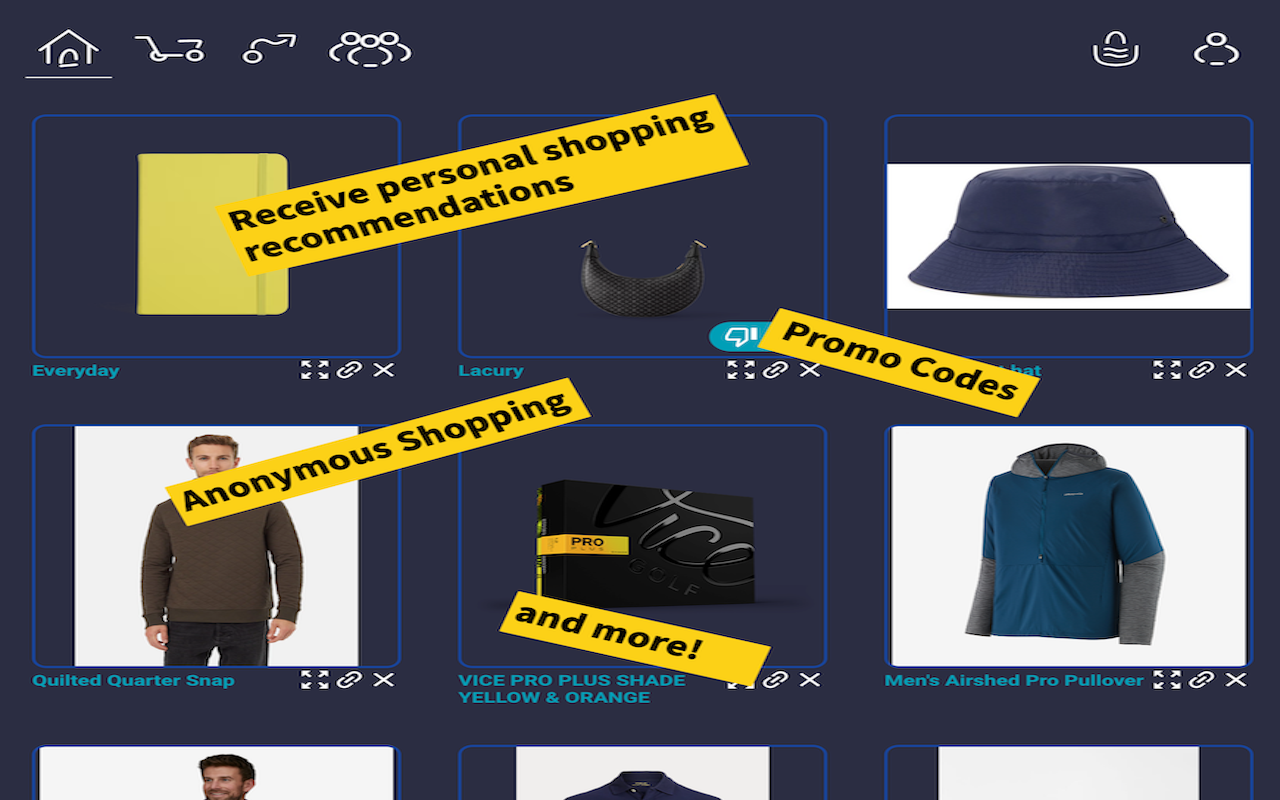 Receive personal shopping
recommendations
Everyday
Lacury
Promo Codes
hat
Anonymous Shopping
Vice
GOLF
PRO
PLUS
and more!
Quilted Quarter Snap
VICE PRO PLUS SHADE
YELLOW & ORANGE
Men's Airshed Pro Pullover